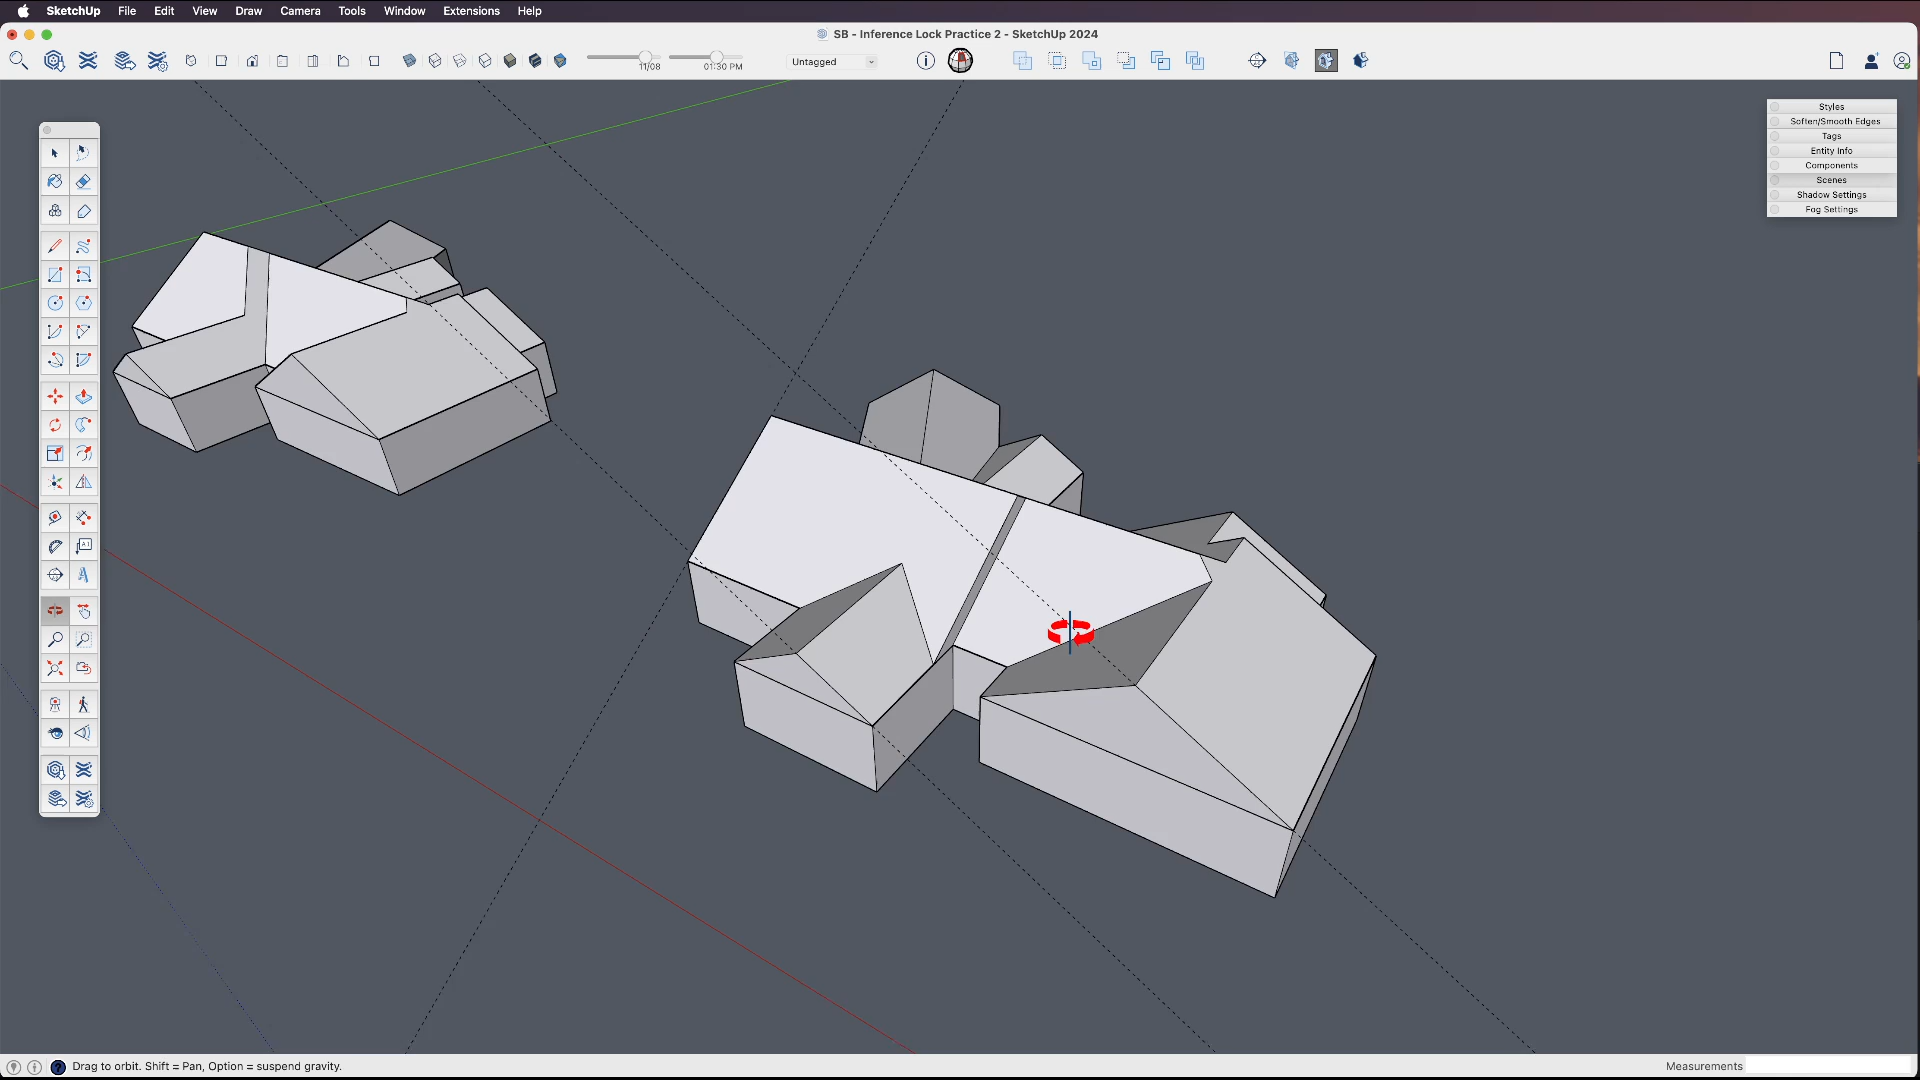 SketchUp File Edit View Draw Camera Tools Window Extensions Help
SB - Inference Lock Practice 2 - SketchUp 2024
11/08 01:30 PM Untagged
Styles
Soften/Smooth Edges
Tags
Entity Info
Components
Scenes
Shadow Settings
Fog Settings
Drag to orbit. Shift = Pan, Option = suspend gravity. Measurements